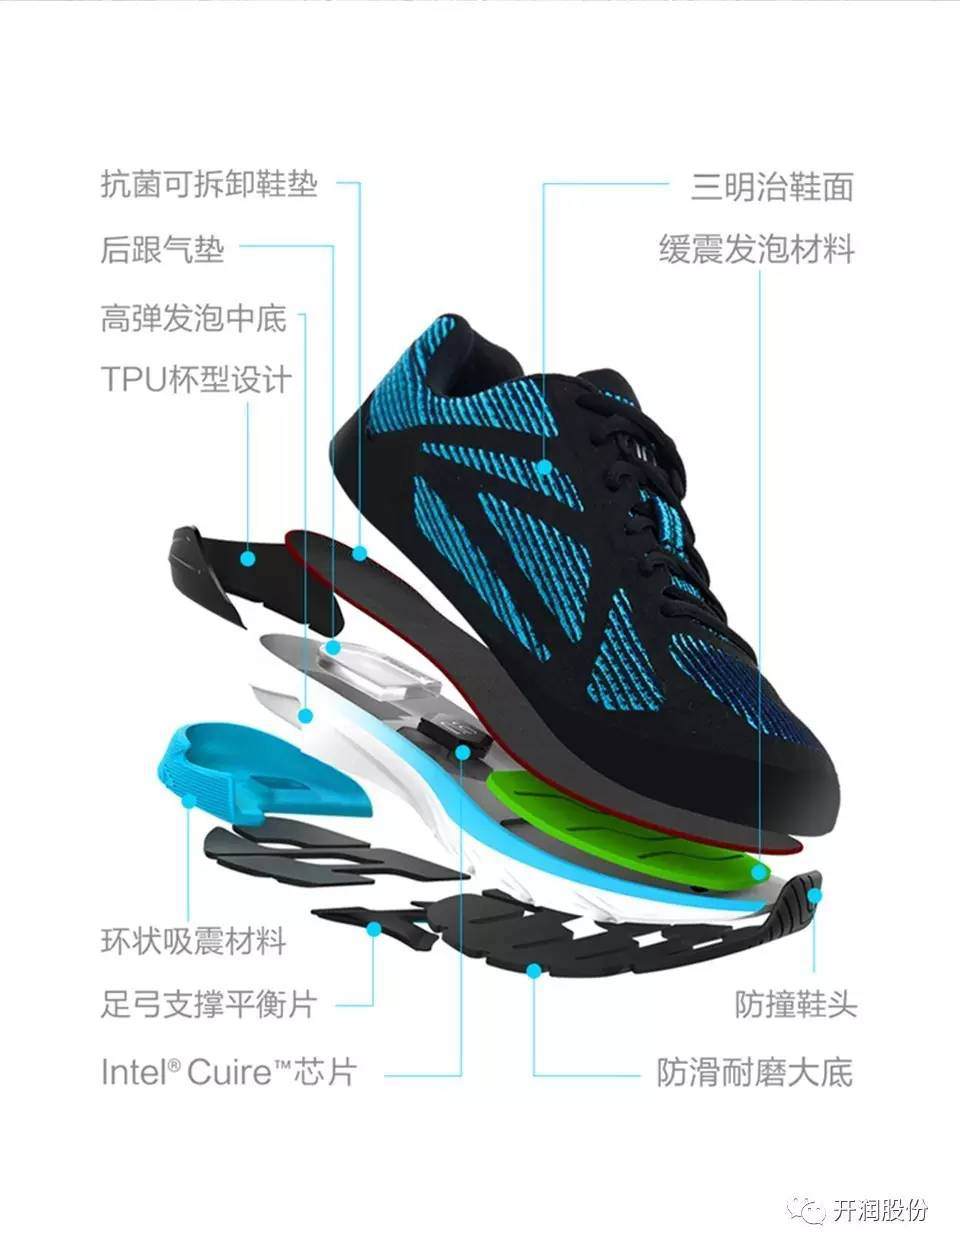 抗菌可拆卸鞋垫
三明治鞋面
后跟气垫
缓震发泡材料
高弹发泡中底
TPU杯型设计
环状吸震材料
足弓支撑平衡片
防撞鞋头
Intel® Cuire™芯片
防滑耐磨大底
开润股份